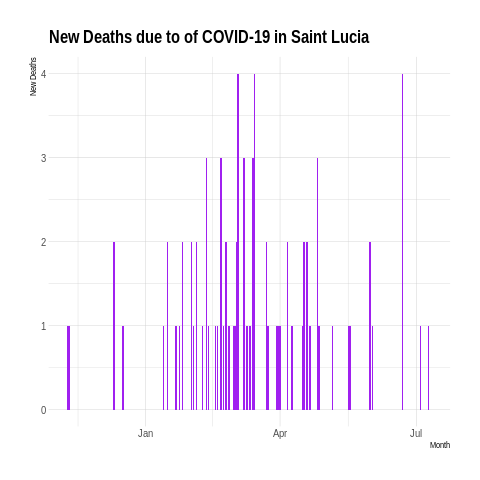 New Deaths due to of COVID-19 in Saint Lucia
New Deaths
4
3
2
1
0
Jan Apr Jul
Month